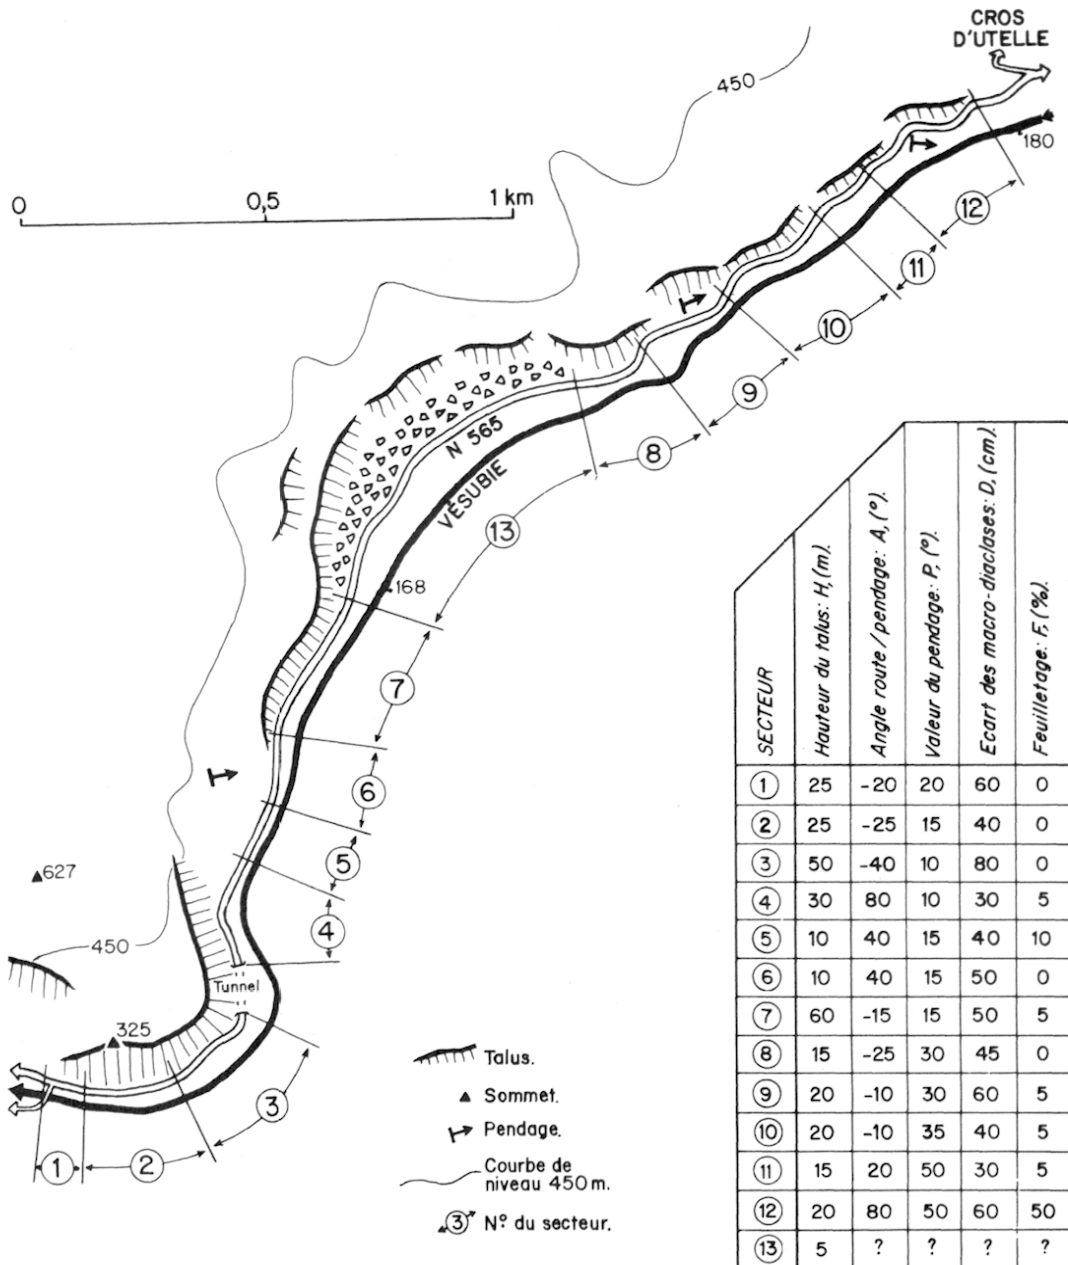 CROS
D'UTELLE
450
180
0
0,5
1 km
12
11
10
9
8
N 565
VÉSUBIE
13
168
7
6
5
4
627
450
Tunnel
325
3
1
2
Talus.
Sommet.
Pendage.
Courbe de
niveau 450 m.
3 Nº du secteur.
SECTEUR
Hauteur du talus: H, (m).
Angle route / pendage: A, (°).
Valeur du pendage: P, (°).
Ecart des macro-diaclases: D, (cm).
Feuilletage: F, (%).
1 25 -20 20 60 0
2 25 -25 15 40 0
3 50 -40 10 80 0
4 30 80 10 30 5
5 10 40 15 40 10
6 10 40 15 50 0
7 60 -15 15 50 5
8 15 -25 30 45 0
9 20 -10 30 60 5
10 20 -10 35 40 5
11 15 20 50 30 5
12 20 80 50 60 50
13 5 ? ? ? ?